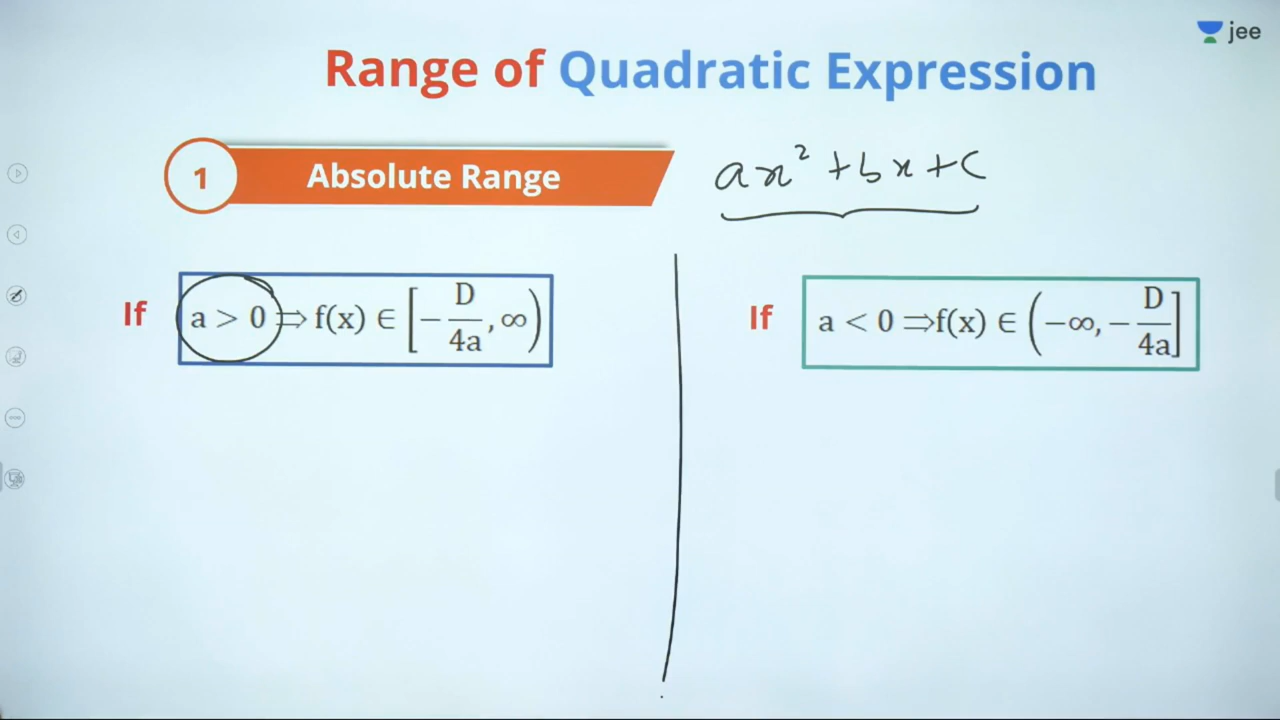 jee
Range of Quadratic Expression
1 Absolute Range
ax² + bx + c
If a > 0 ⇒ f(x) ∈ [−D/4a, ∞)
If a < 0 ⇒f(x) ∈ (−∞, −D/4a]